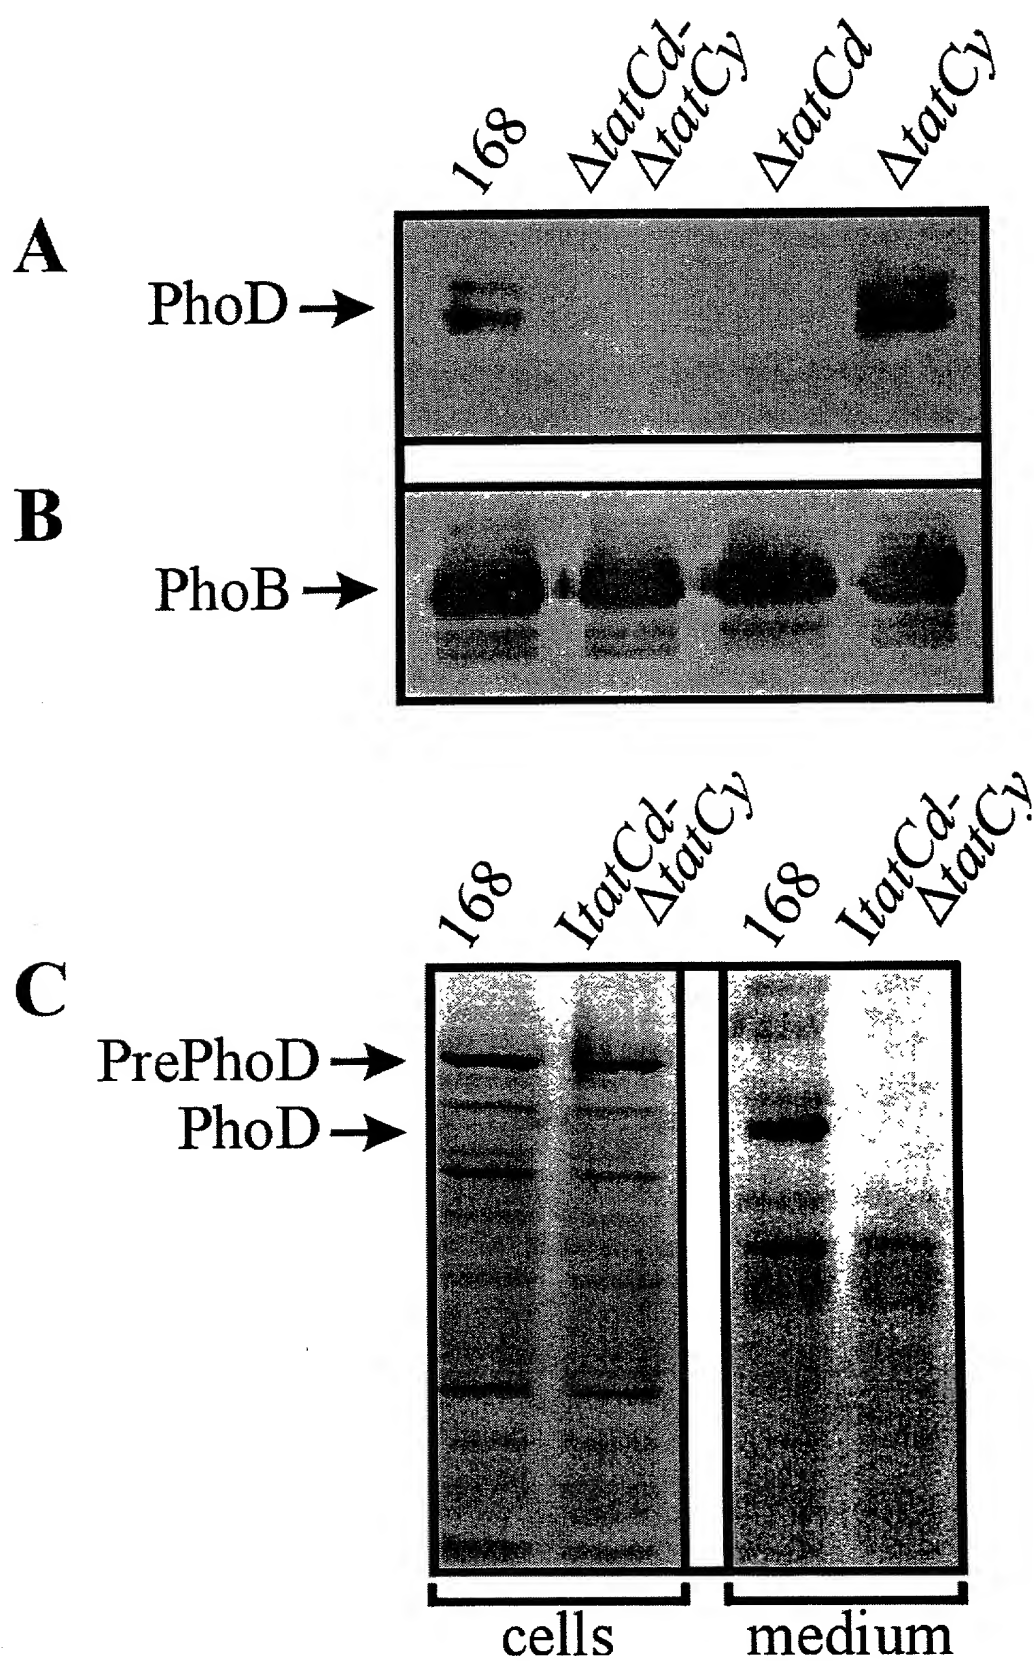 168
ΔtatCd-
ΔtatCy
ΔtatCd
ΔtatCy
A
PhoD
B
PhoB
168
ItatCd-
ΔtatCy
168
ItatCd-
ΔtatCy
C
PrePhoD
PhoD
cells
medium